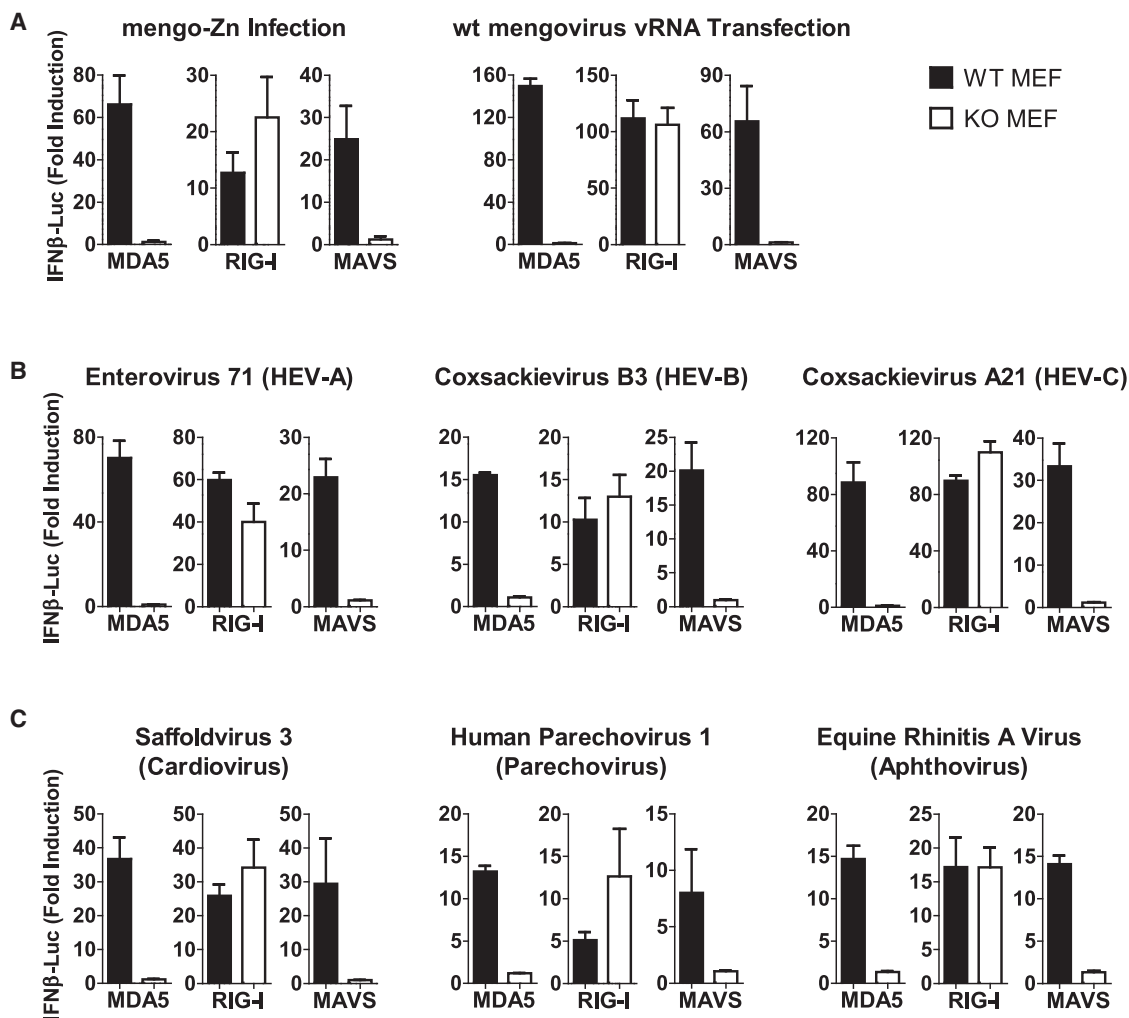 A
mengo-Zn Infection
wt mengovirus vRNA Transfection
WT MEF
KO MEF
IFNβ-Luc (Fold Induction)
80
60
40
20
0
MDA5
30
20
10
0
RIG-I
40
30
20
10
0
MAVS
160
120
80
40
0
MDA5
150
100
50
0
RIG-I
90
60
30
0
MAVS
B
Enterovirus 71 (HEV-A)
Coxsackievirus B3 (HEV-B)
Coxsackievirus A21 (HEV-C)
IFNβ-Luc (Fold Induction)
80
60
40
20
0
MDA5
80
60
40
20
0
RIG-I
30
20
10
0
MAVS
20
15
10
5
0
MDA5
20
15
10
5
0
RIG-I
25
20
15
10
5
0
MAVS
120
80
40
0
MDA5
120
80
40
0
RIG-I
40
30
20
10
0
MAVS
C
Saffoldvirus 3
(Cardiovirus)
Human Parechovirus 1
(Parechovirus)
Equine Rhinitis A Virus
(Aphthovirus)
IFNβ-Luc (Fold Induction)
50
40
30
20
10
0
MDA5
50
40
30
20
10
0
RIG-I
50
40
30
20
10
0
MAVS
20
15
10
5
0
MDA5
20
15
10
5
0
RIG-I
15
10
5
0
MAVS
20
15
10
5
0
MDA5
25
20
15
10
5
0
RIG-I
20
15
10
5
0
MAVS